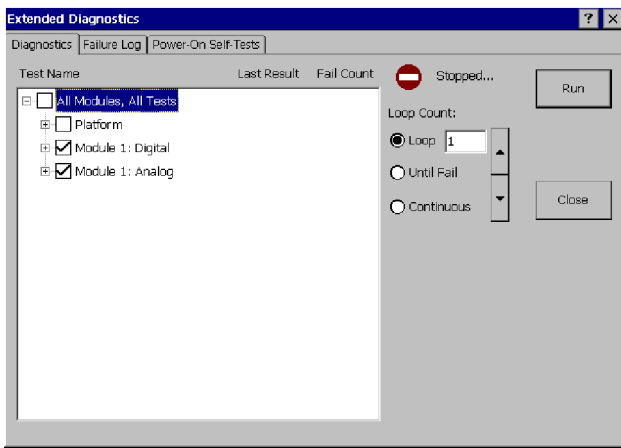 Extended Diagnostics
Diagnostics Failure Log Power-On Self-Tests
Test Name Last Result Fail Count
All Modules, All Tests
Platform
Module 1: Digital
Module 1: Analog
Stopped...
Loop Count:
Loop 1
Until Fail
Continuous
Run
Close